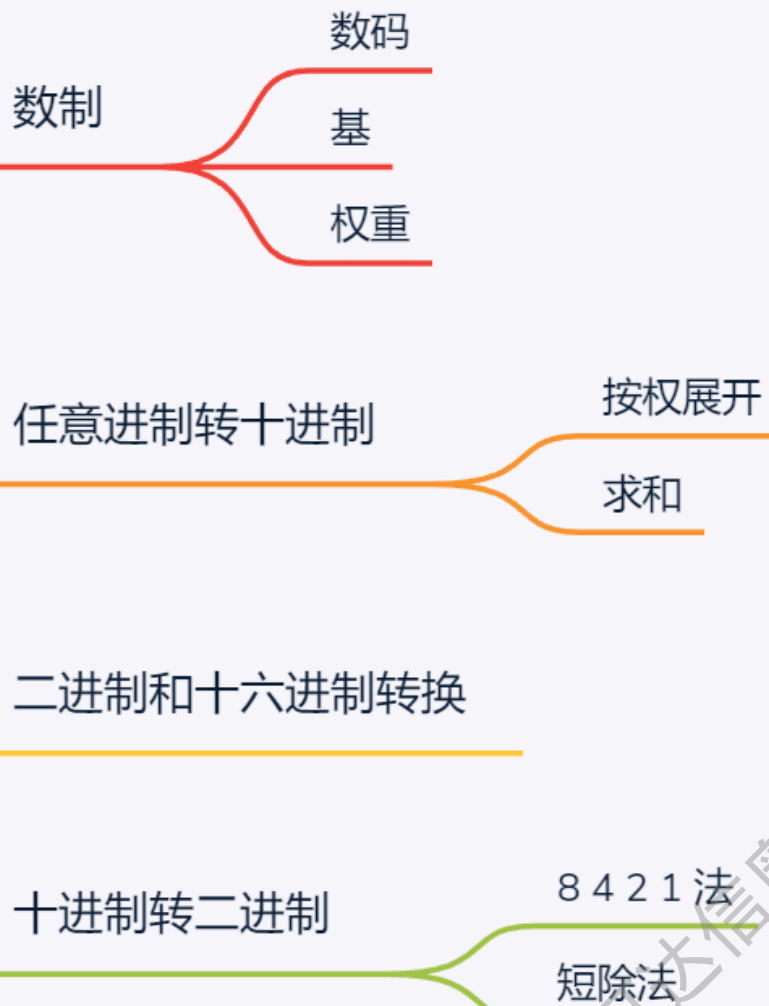 数码
数制
基
权重
按权展开
任意进制转十进制
求和
二进制和十六进制转换
8 4 2 1 法
十进制转二进制
短除法
达信